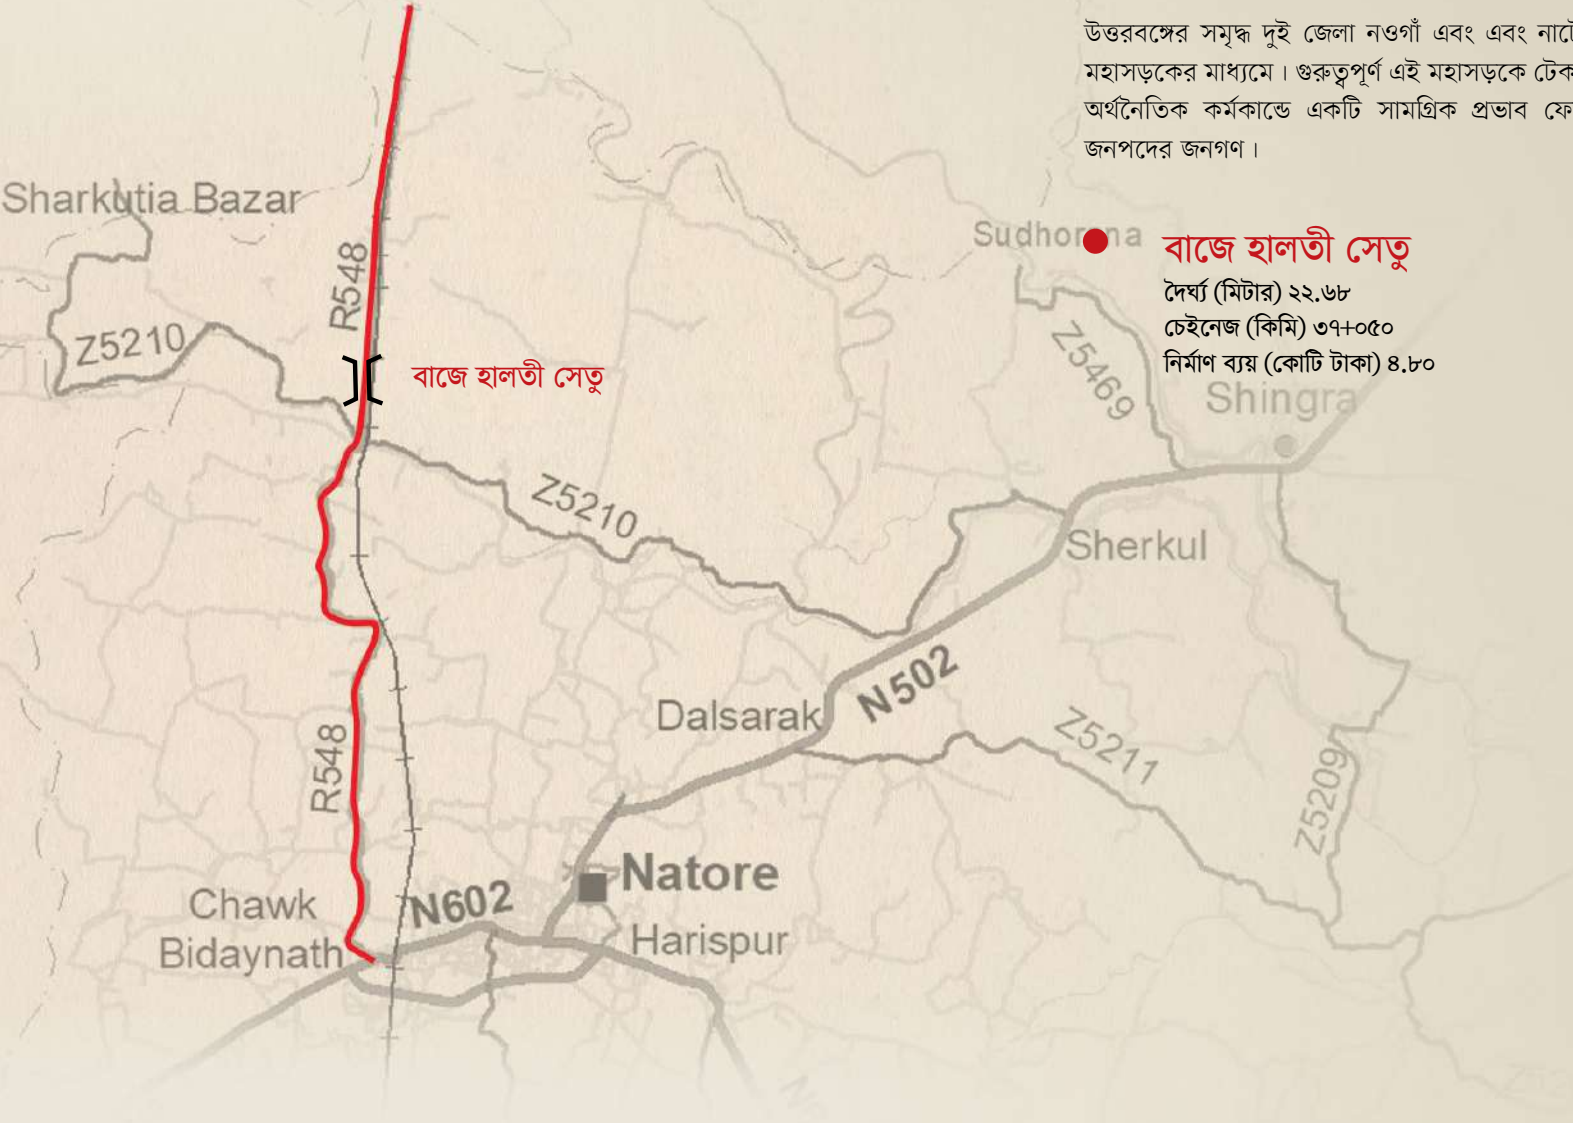 উত্তরবঙ্গের সমৃদ্ধ দুই জেলা নওগাঁ এবং এবং
মহাসড়কের মাধ্যমে। গুরুত্বপূর্ণ এই মহাসড়কে
অর্থনৈতিক কর্মকান্ডে একটি সামগ্রিক প্রভাব
জনপদের জনগণ।
Sharkutia Bazar
Sudhorana
বাজে হালতী সেতু
দৈর্ঘ্য (মিটার) ২২.৬৮
চেইনেজ (কিমি) ৩৭+০৫০
নির্মাণ ব্যয় (কোটি টাকা) ৪.৮০
R548
Z5210
বাজে হালতী সেতু
Z5469
Shingra
Z5210
Sherkul
N502
Dalsarak
Z5211
R548
Z5209
Natore
Chawk
Bidaynath
N602
Harispur